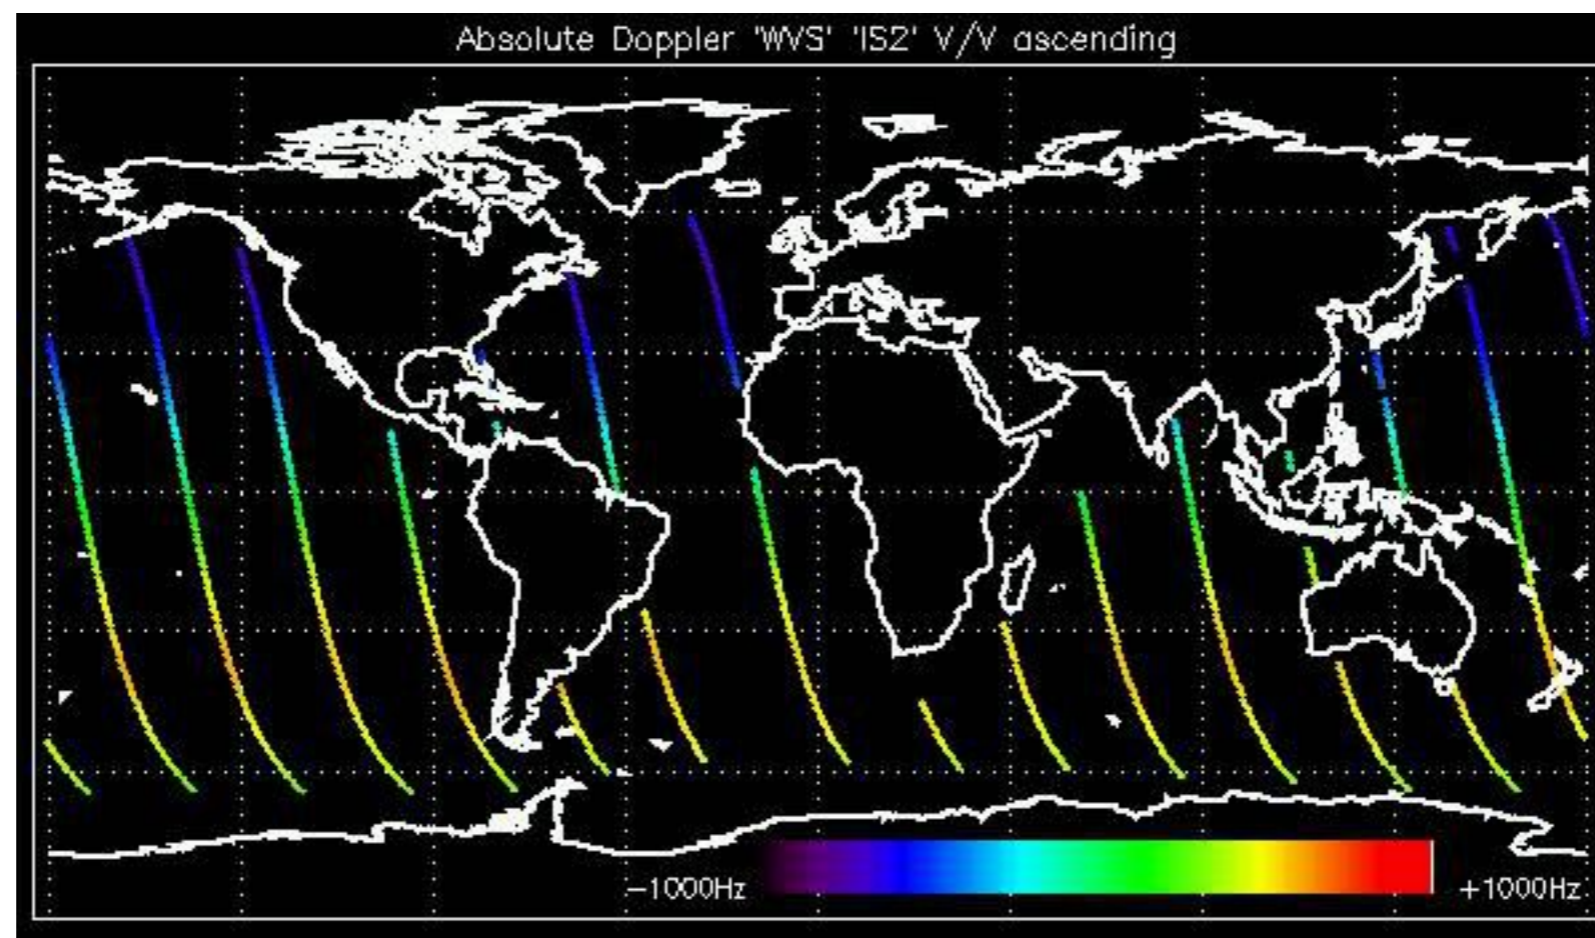 Absolute Doppler 'WVS' 'IS2' V/V ascending
-1000Hz +1000Hz